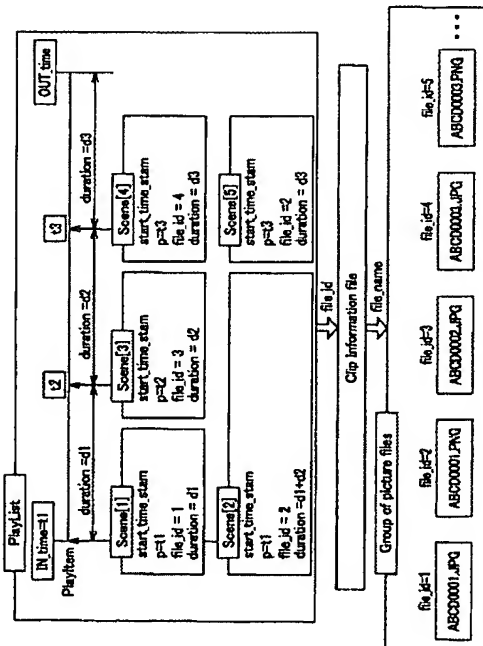 PlayList
IN_time=t1
t2
t3
OUT_time
PlayItem
duration =d1
duration =d2
duration =d3
Scene[1]
start_time_stam
p=t1
file_id = 1
duration = d1
Scene[3]
start_time_stam
p=t2
file_id = 3
duration = d2
Scene[4]
start_time_stam
p=t3
file_id = 4
duration = d3
Scene[2]
start_time_stam
p=t1
file_id = 2
duration =d1+d2
Scene[5]
start_time_stam
p=t3
file_id =2
duration = d3
file_id
Clip Information file
file_name
Group of picture files
file_id=1
ABCD0001.JPG
file_id=2
ABCD0001.PNG
file_id=3
ABCD0002.JPG
file_id=4
ABCD0003.JPG
file_id=5
ABCD0003.PNG
...